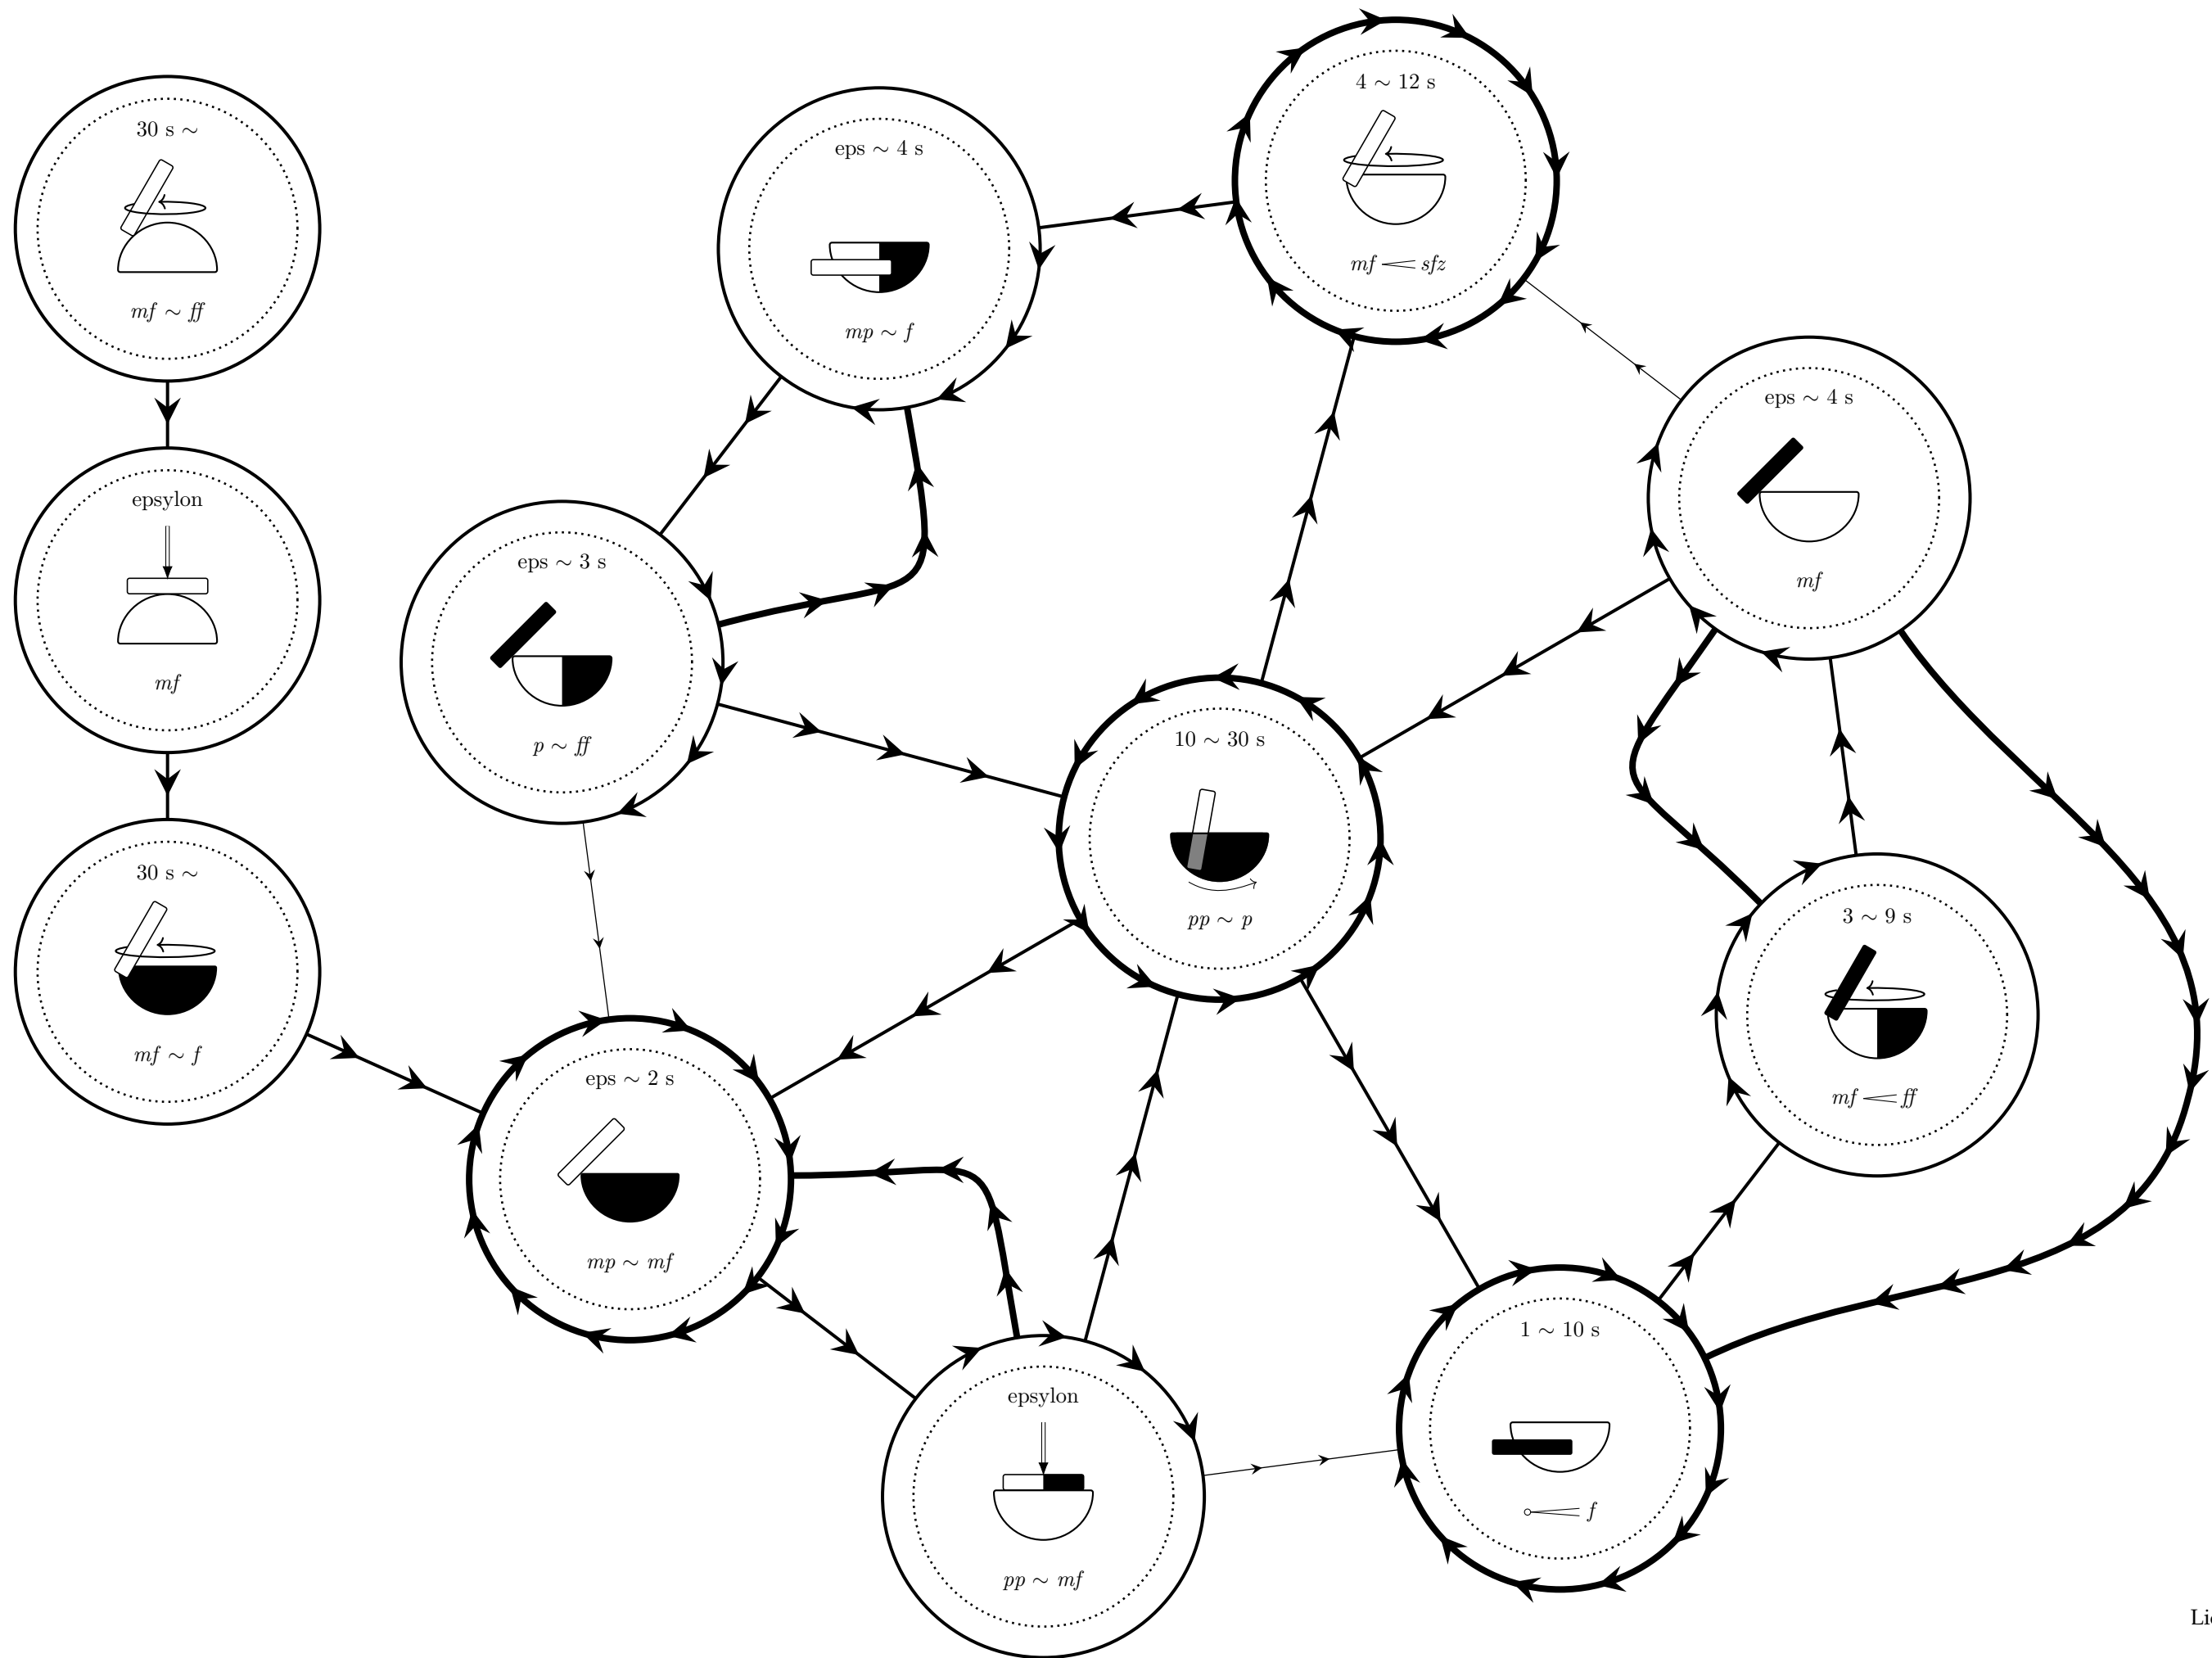 30 s ∼
mf ∼ ff
epsylon
mf
30 s ∼
mf ∼ f
eps ∼ 4 s
mp ∼ f
4 ∼ 12 s
mf < sfz
eps ∼ 3 s
p ∼ ff
eps ∼ 4 s
mf
10 ∼ 30 s
pp ∼ p
3 ∼ 9 s
mf < ff
eps ∼ 2 s
mp ∼ mf
epsylon
pp ∼ mf
1 ∼ 10 s
f